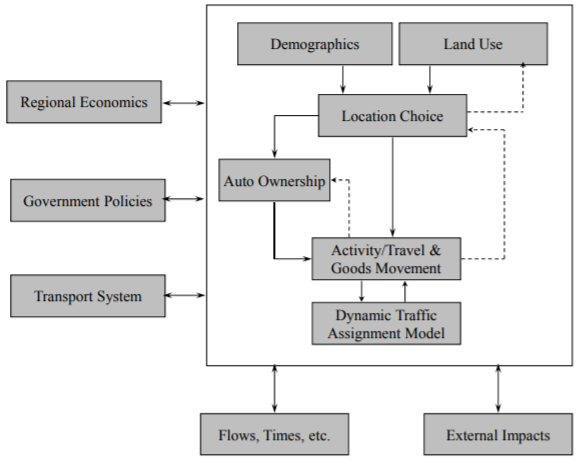 Demographics
Land Use
Regional Economics
Location Choice
Auto Ownership
Government Policies
Activity/Travel &
Goods Movement
Transport System
Dynamic Traffic
Assignment Model
Flows, Times, etc.
External Impacts